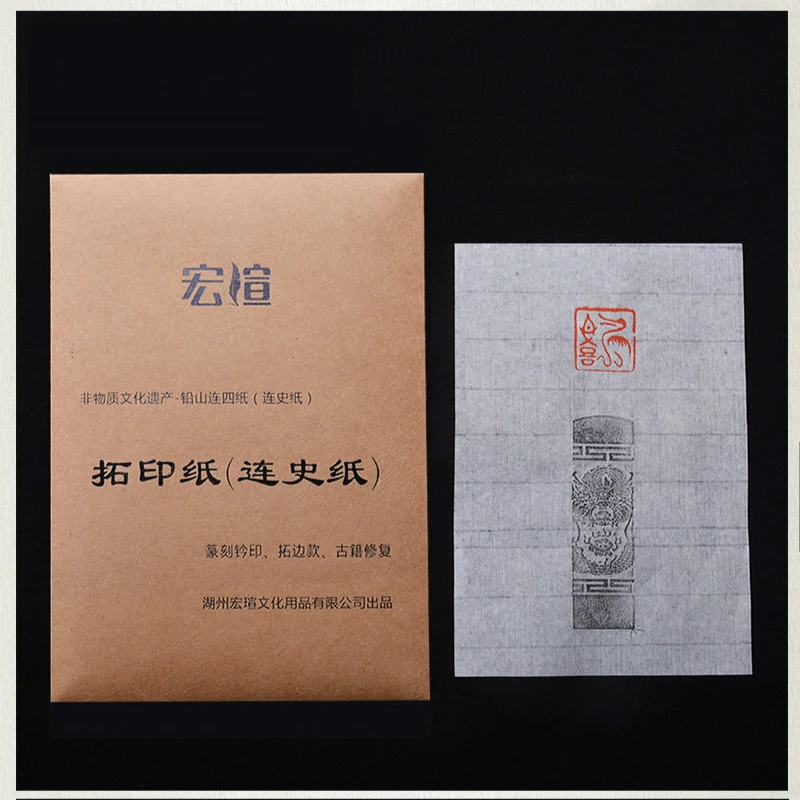 宏瑄
非物质文化遗产-铅山连四纸（连史纸）
拓印纸(连史纸)
篆刻钤印、拓边款、古籍修复
湖州宏瑄文化用品有限公司出品